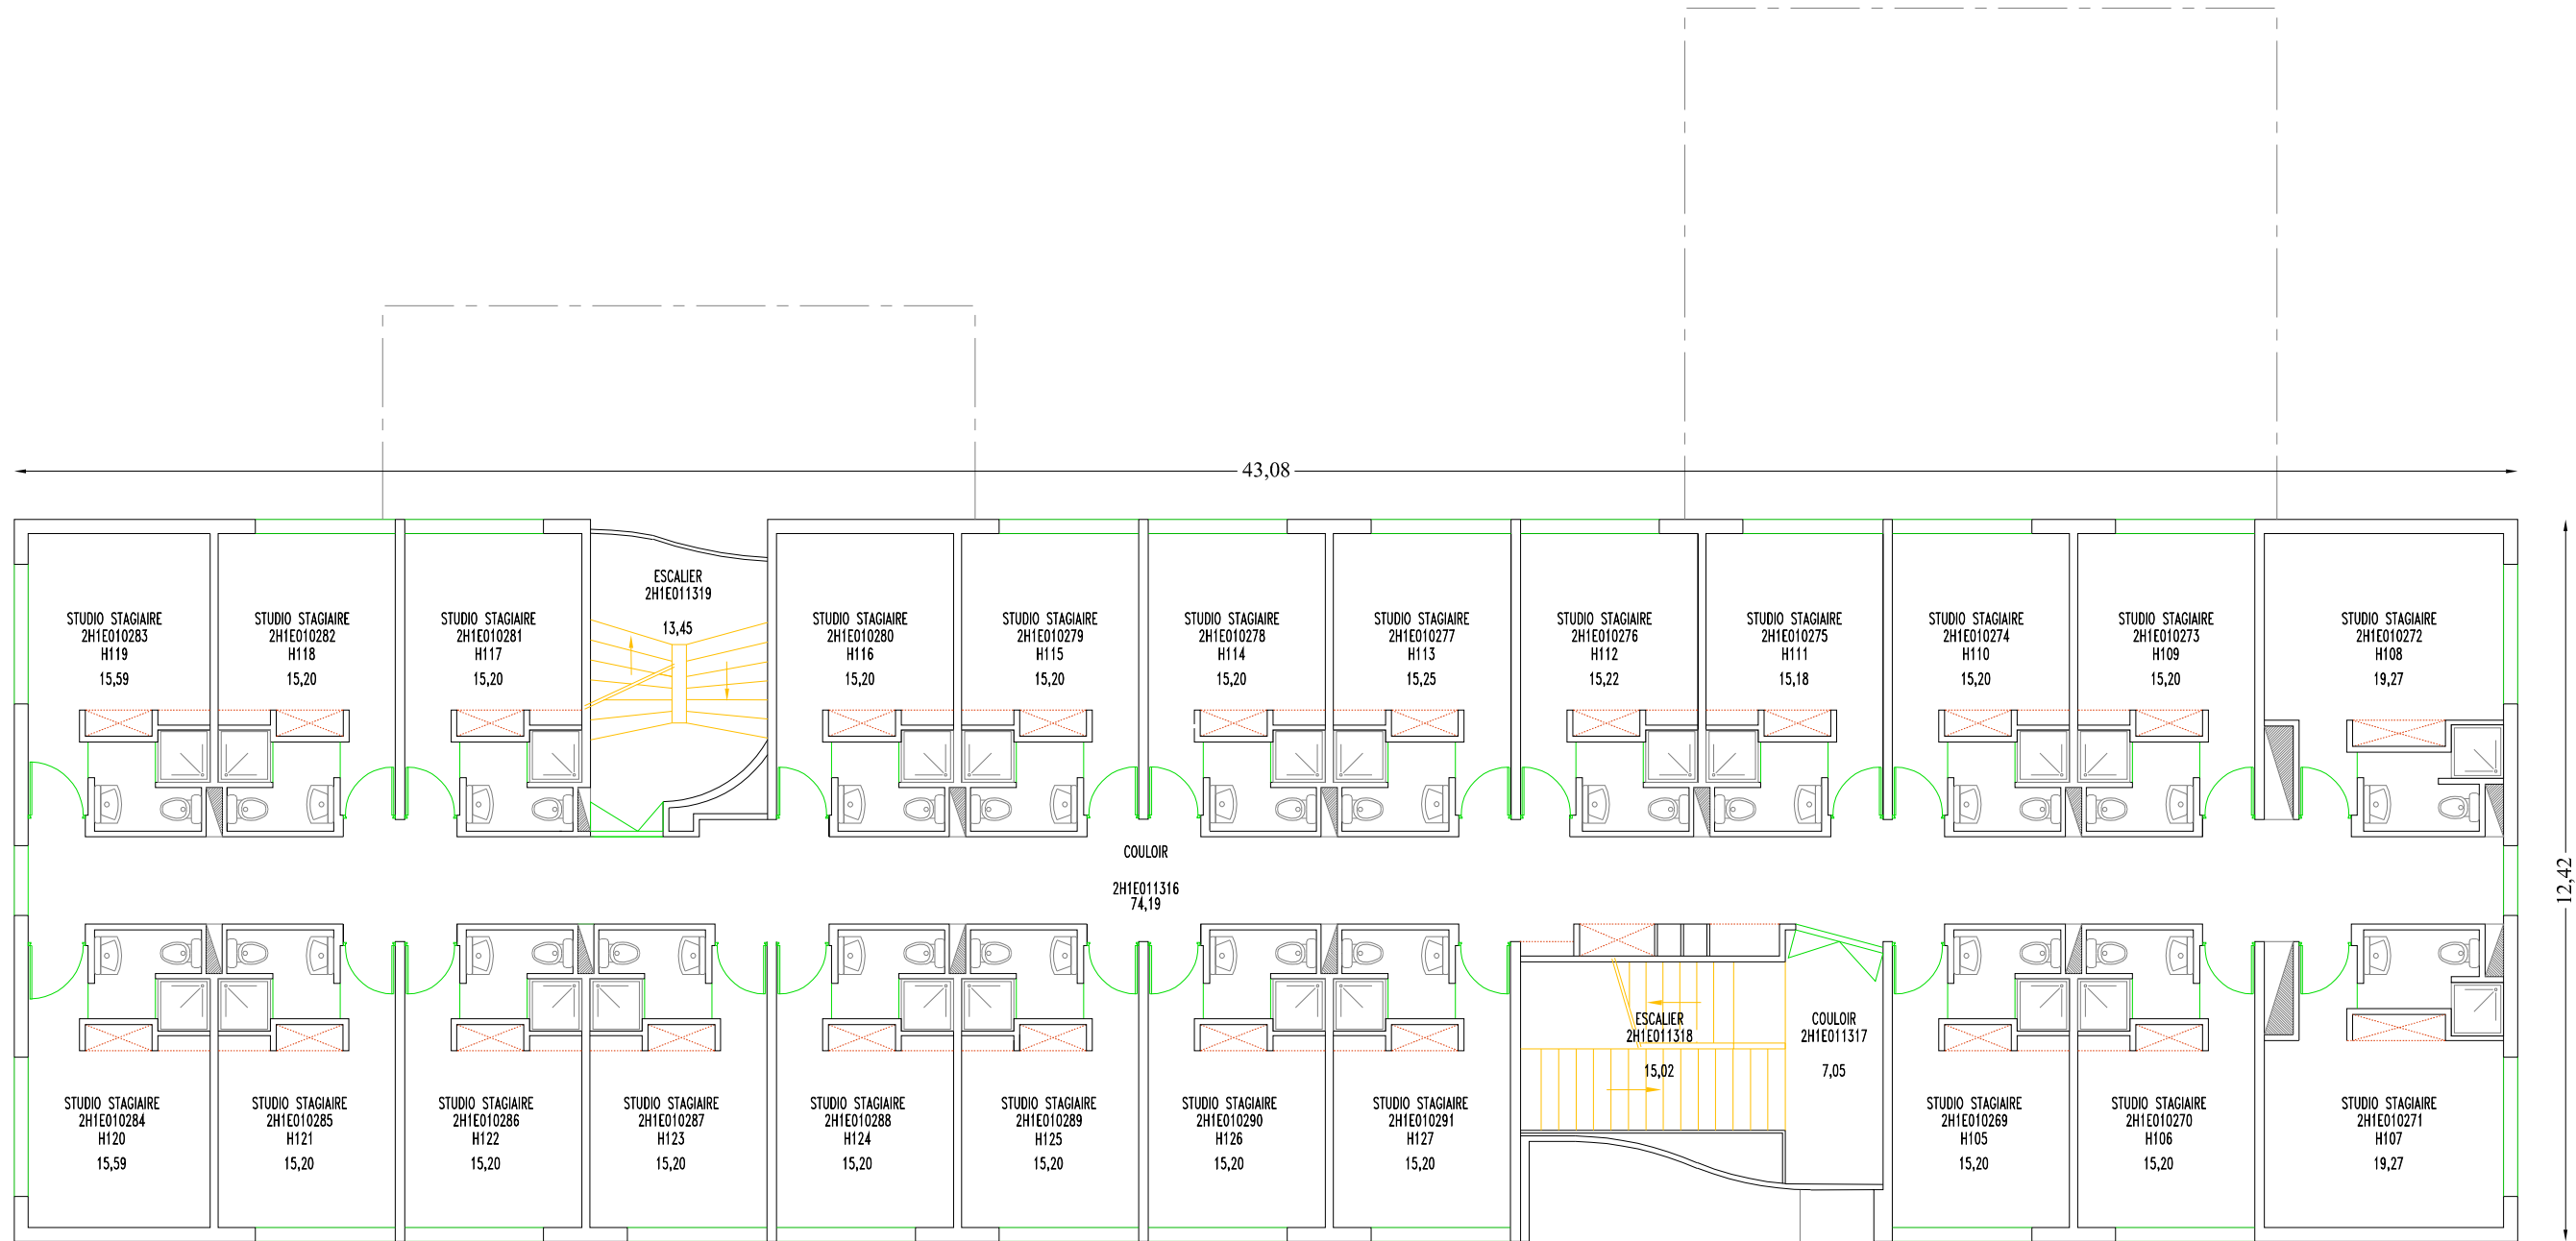 43,08
12,42
STUDIO STAGIAIRE
2H1E010283
H119
15,59
STUDIO STAGIAIRE
2H1E010282
H118
15,20
STUDIO STAGIAIRE
2H1E010281
H117
15,20
ESCALIER
2H1E011319
13,45
STUDIO STAGIAIRE
2H1E010280
H116
15,20
STUDIO STAGIAIRE
2H1E010279
H115
15,20
STUDIO STAGIAIRE
2H1E010278
H114
15,20
STUDIO STAGIAIRE
2H1E010277
H113
15,25
STUDIO STAGIAIRE
2H1E010276
H112
15,22
STUDIO STAGIAIRE
2H1E010275
H111
15,18
STUDIO STAGIAIRE
2H1E010274
H110
15,20
STUDIO STAGIAIRE
2H1E010273
H109
15,20
STUDIO STAGIAIRE
2H1E010272
H108
19,27
COULOIR
2H1E011316
74,19
STUDIO STAGIAIRE
2H1E010284
H120
15,59
STUDIO STAGIAIRE
2H1E010285
H121
15,20
STUDIO STAGIAIRE
2H1E010286
H122
15,20
STUDIO STAGIAIRE
2H1E010287
H123
15,20
STUDIO STAGIAIRE
2H1E010288
H124
15,20
STUDIO STAGIAIRE
2H1E010289
H125
15,20
STUDIO STAGIAIRE
2H1E010290
H126
15,20
STUDIO STAGIAIRE
2H1E010291
H127
15,20
ESCALIER
2H1E011318
15,02
COULOIR
2H1E011317
7,05
STUDIO STAGIAIRE
2H1E010269
H105
15,20
STUDIO STAGIAIRE
2H1E010270
H106
15,20
STUDIO STAGIAIRE
2H1E010271
H107
19,27